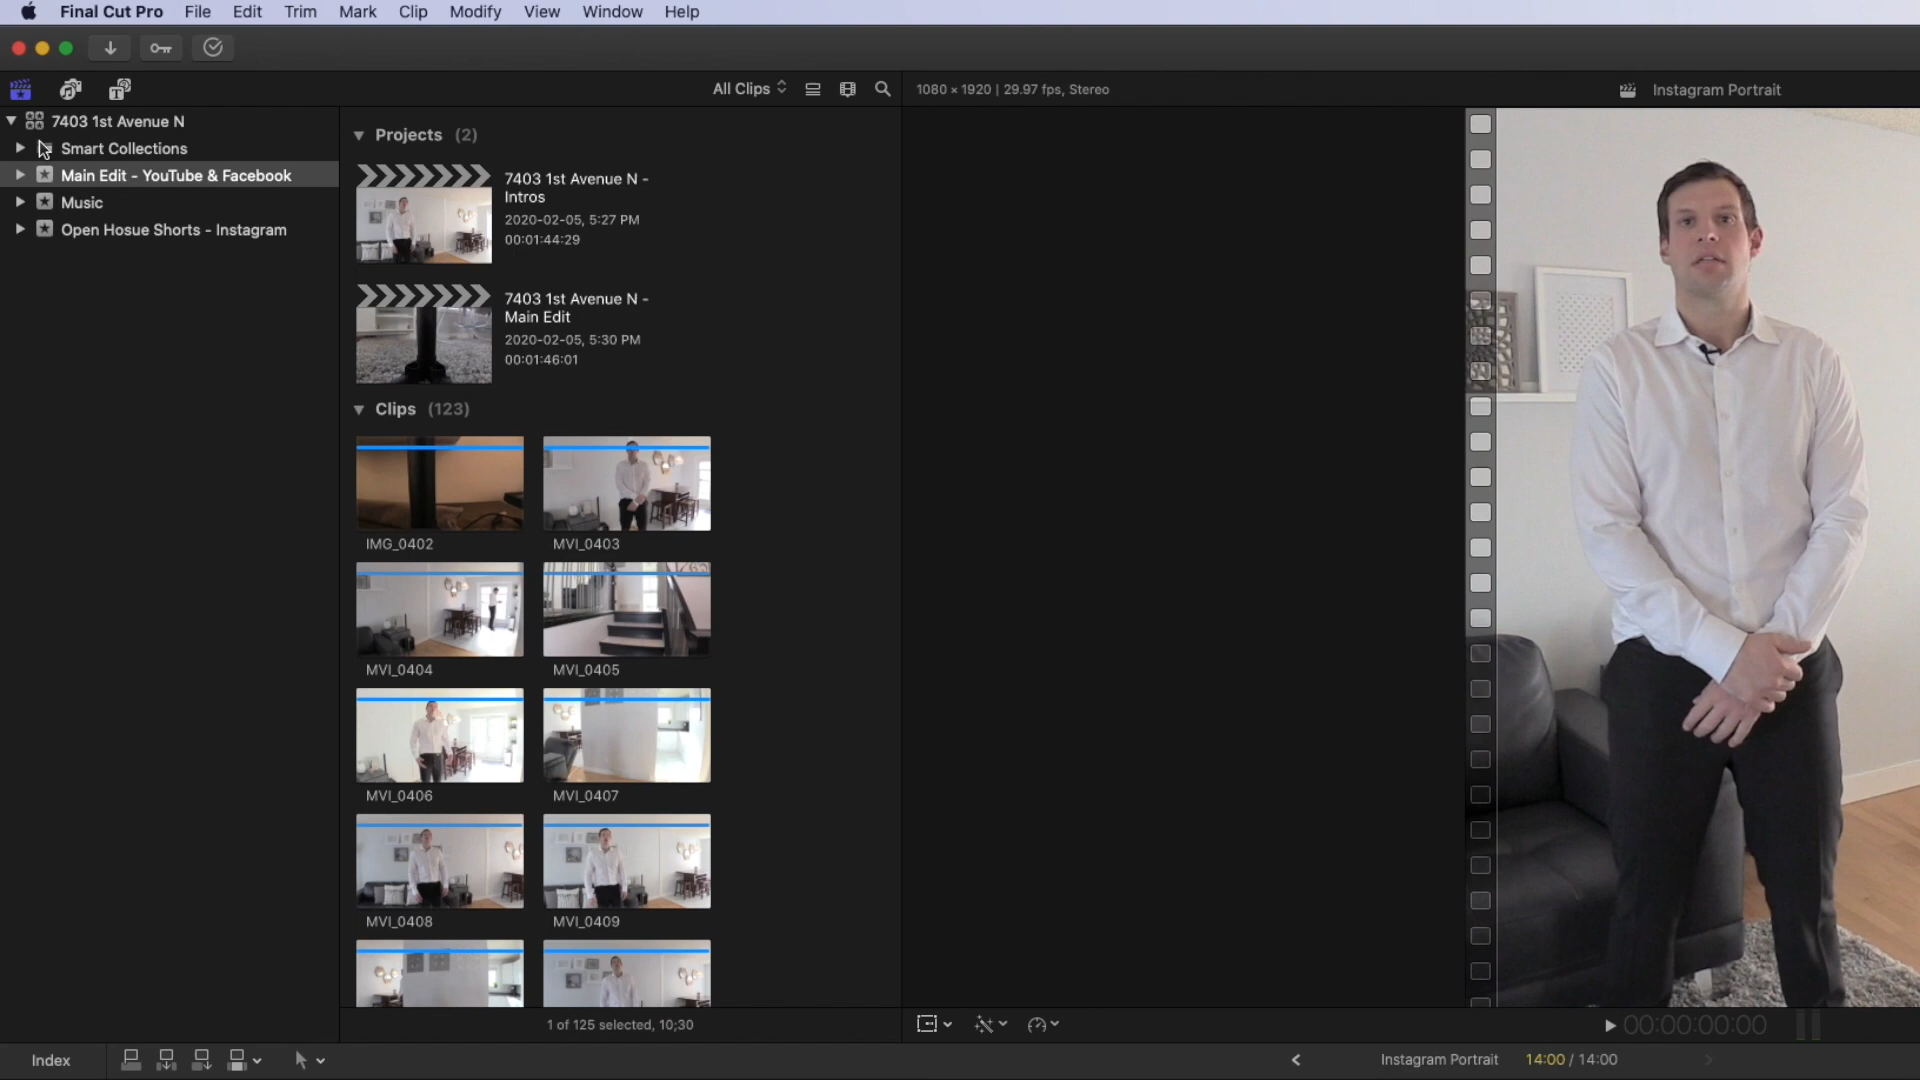 Final Cut Pro File Edit Trim Mark Clip Modify View Window Help
All Clips
1080 × 1920 | 29.97 fps, Stereo
Instagram Portrait
7403 1st Avenue N
Smart Collections
Main Edit - YouTube & Facebook
Music
Open Hosue Shorts - Instagram
Projects (2)
7403 1st Avenue N -
Intros
2020-02-05, 5:27 PM
00:01:44:29
7403 1st Avenue N -
Main Edit
2020-02-05, 5:30 PM
00:01:46:01
Clips (123)
IMG_0402
MVI_0403
MVI_0404
MVI_0405
MVI_0406
MVI_0407
MVI_0408
MVI_0409
1 of 125 selected, 10;30
00:00:00:00
Index
Instagram Portrait
14:00 / 14:00